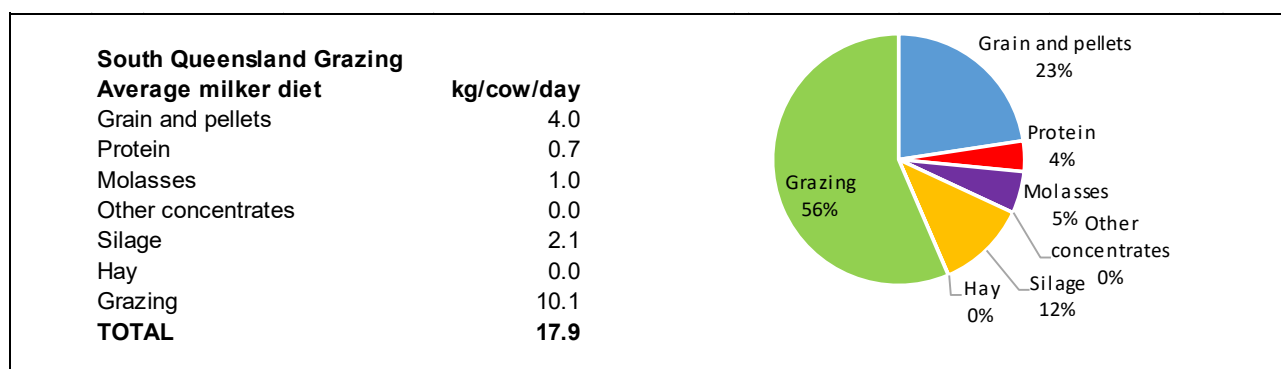 South Queensland Grazing
Average milker diet kg/cow/day
Grain and pellets 4.0
Protein 0.7
Molasses 1.0
Other concentrates 0.0
Silage 2.1
Hay 0.0
Grazing 10.1
TOTAL 17.9
Grain and pellets
23%
Protein
4%
Molasses
5%
Other
concentrates
0%
Silage
12%
Hay
0%
Grazing
56%